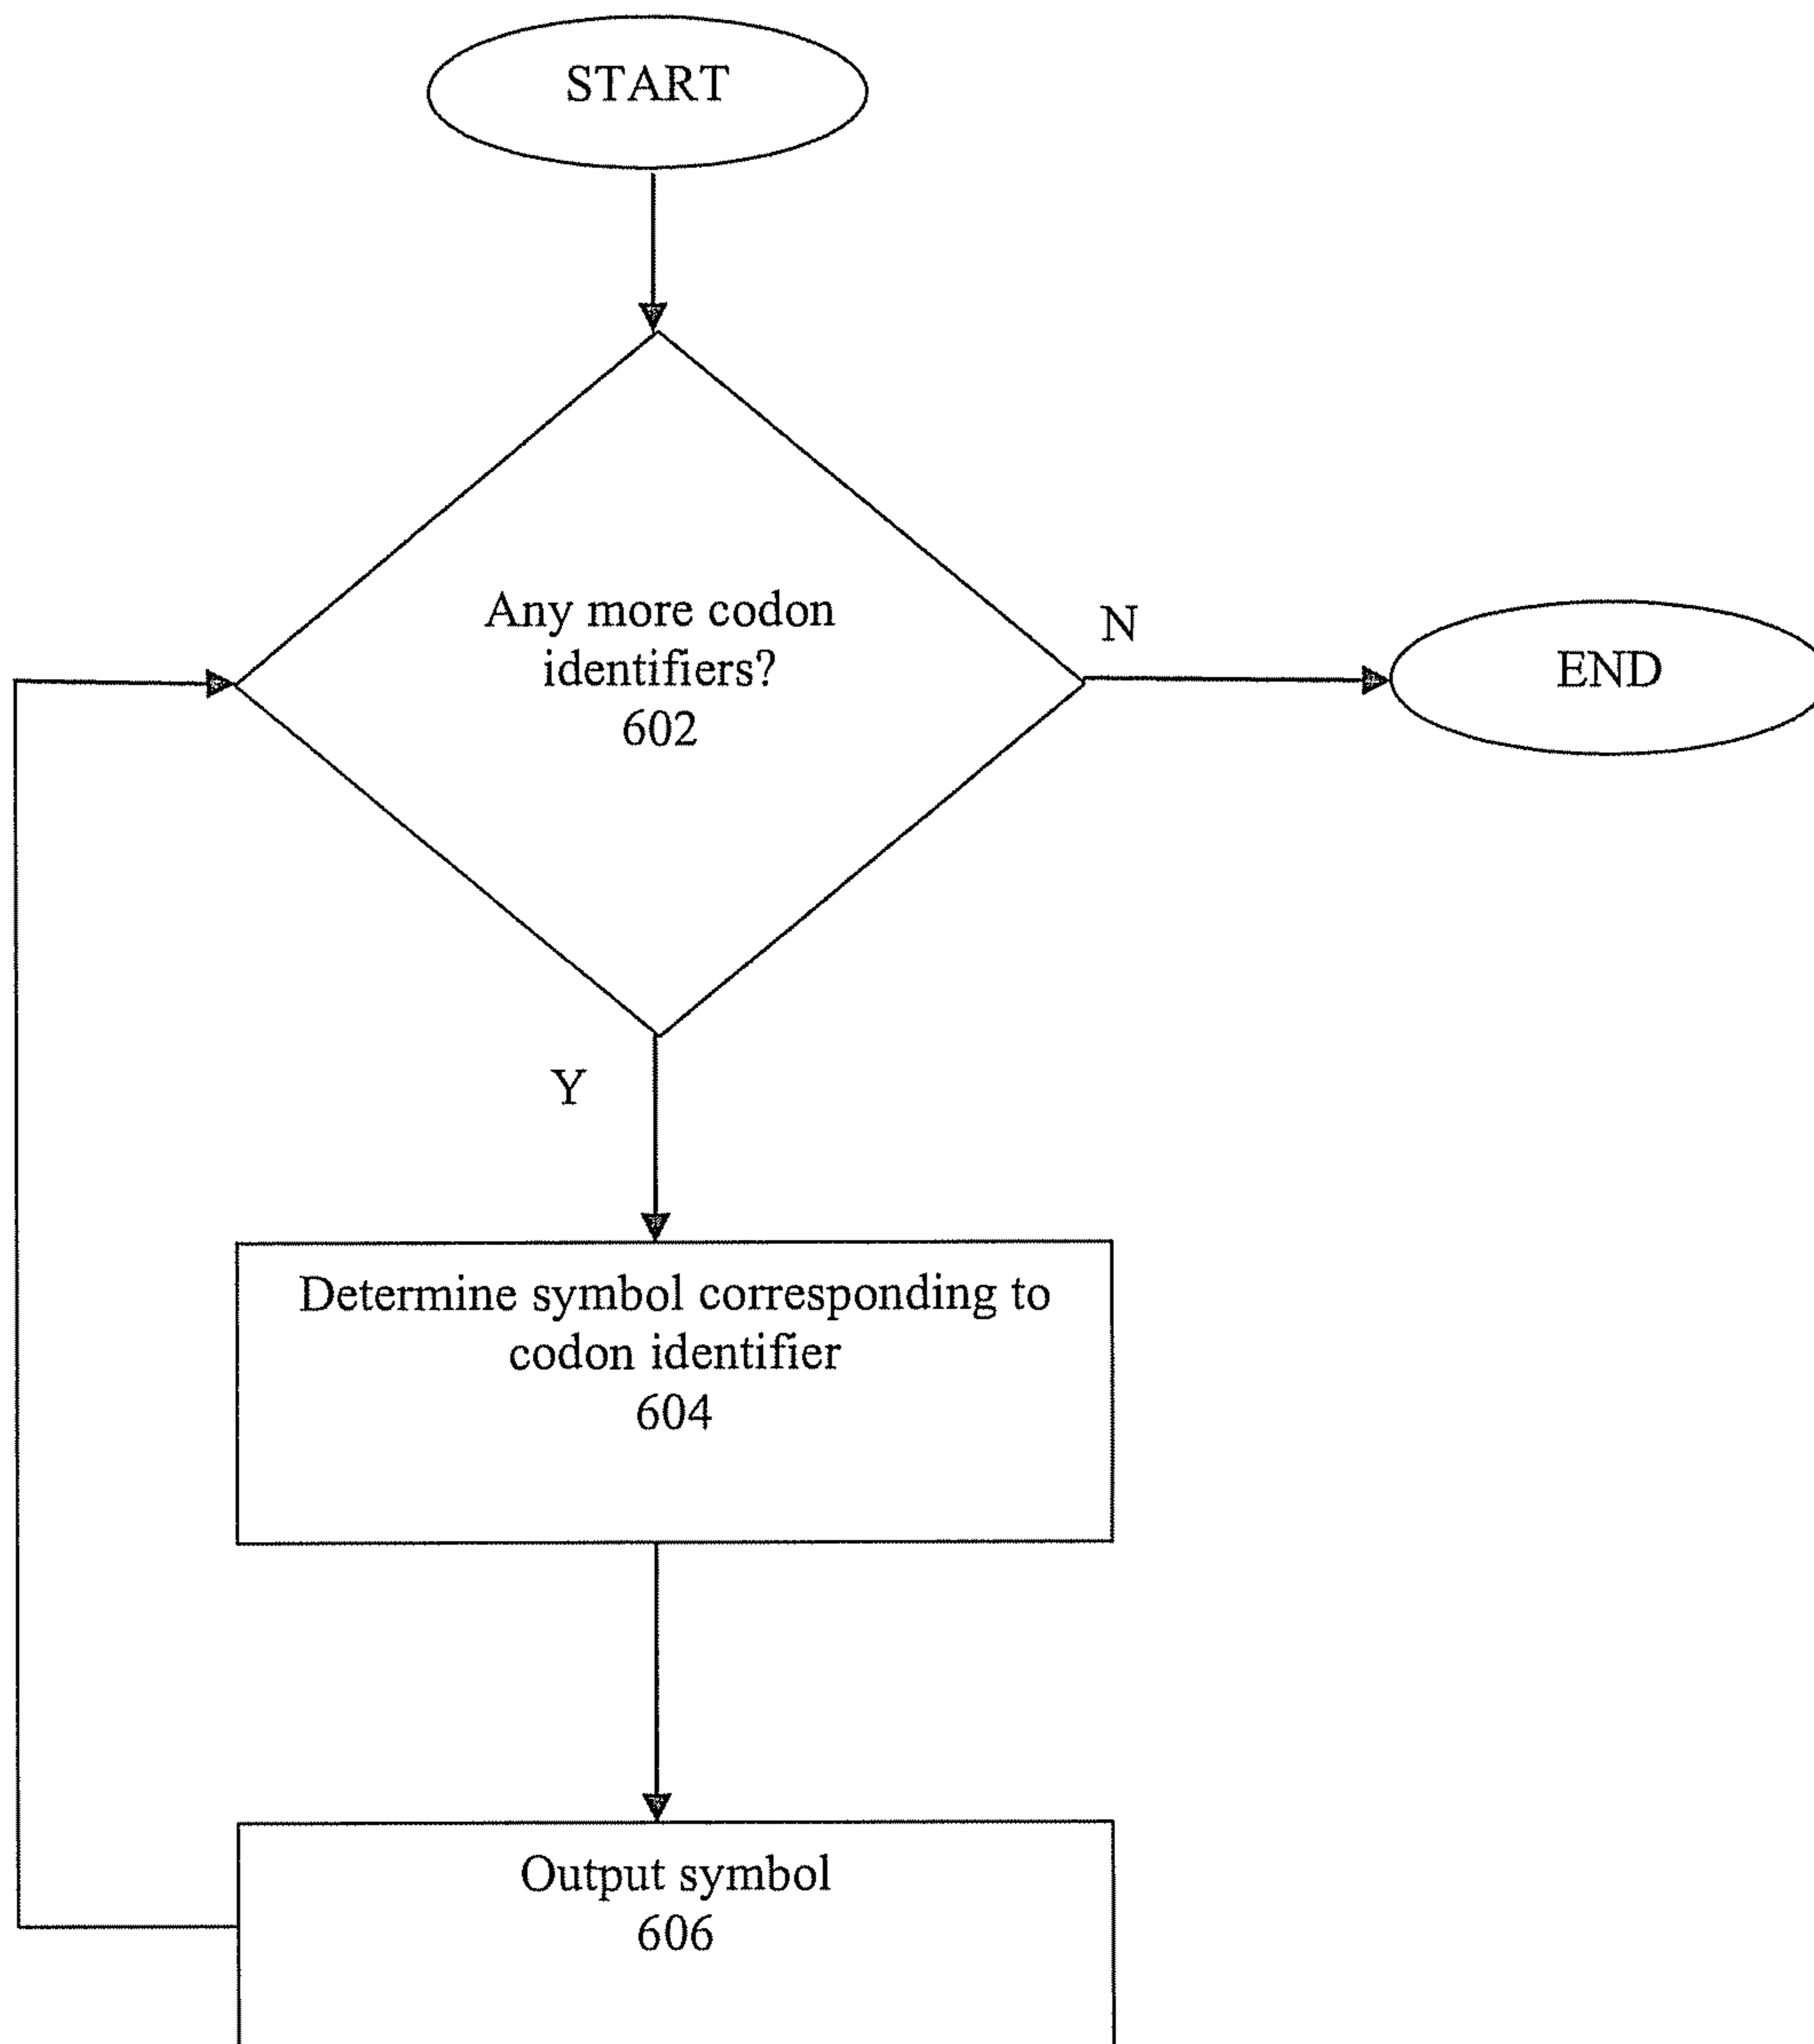 START
Any more codon
identifiers?
602
N
END
Y
Determine symbol corresponding to
codon identifier
604
Output symbol
606